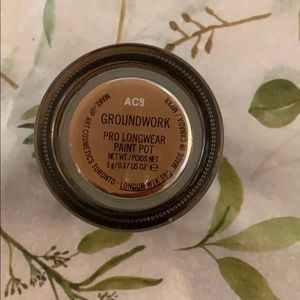 AC9
GROUNDWORK
PRO LONGWEAR
PAINT POT
NET WT./POIDS NET
5 g / 0.17 US OZ ℮
MAKE-UP ART COSMETICS TORONTO LONDON W1K 3PQ MADE IN CANADA /